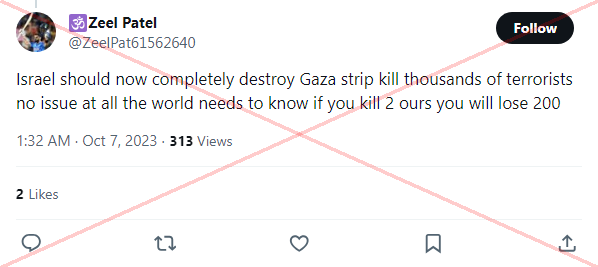 🕉Zeel Patel
@ZeelPat61562640
Follow
Israel should now completely destroy Gaza strip kill thousands of terrorists
no issue at all the world needs to know if you kill 2 ours you will lose 200
1:32 AM · Oct 7, 2023 · 313 Views
2 Likes